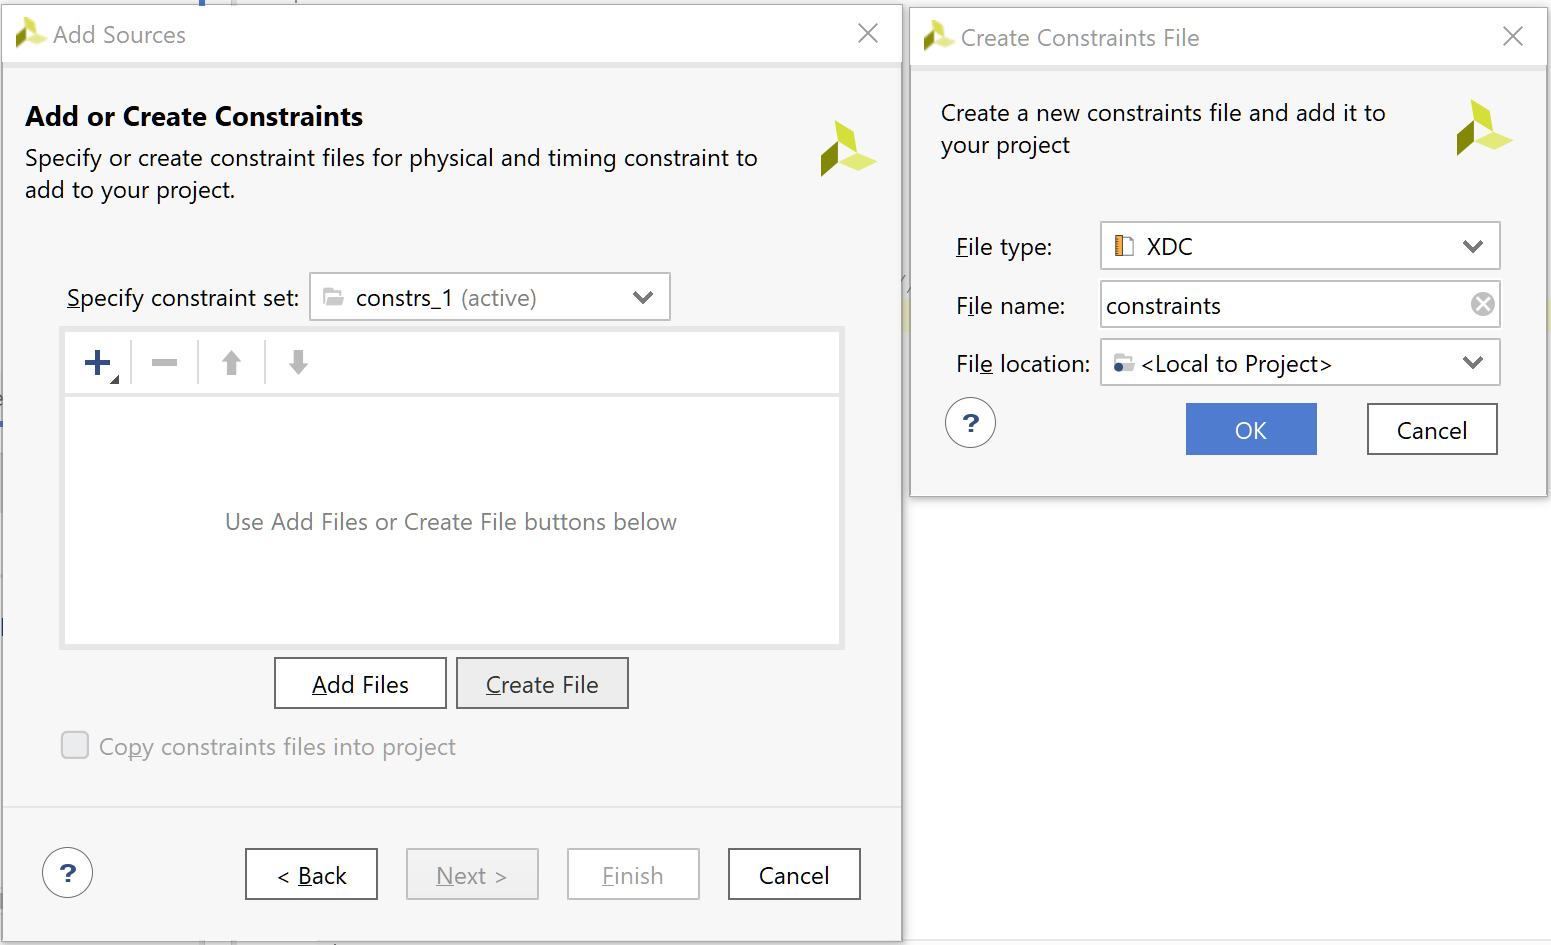 Add Sources
Add or Create Constraints
Specify or create constraint files for physical and timing constraint to
add to your project.
Specify constraint set: constrs_1 (active)
Use Add Files or Create File buttons below
Add Files Create File
Copy constraints files into project
? < Back Next > Finish Cancel
Create Constraints File
Create a new constraints file and add it to
your project
File type: XDC
File name: constraints
File location: <Local to Project>
? OK Cancel